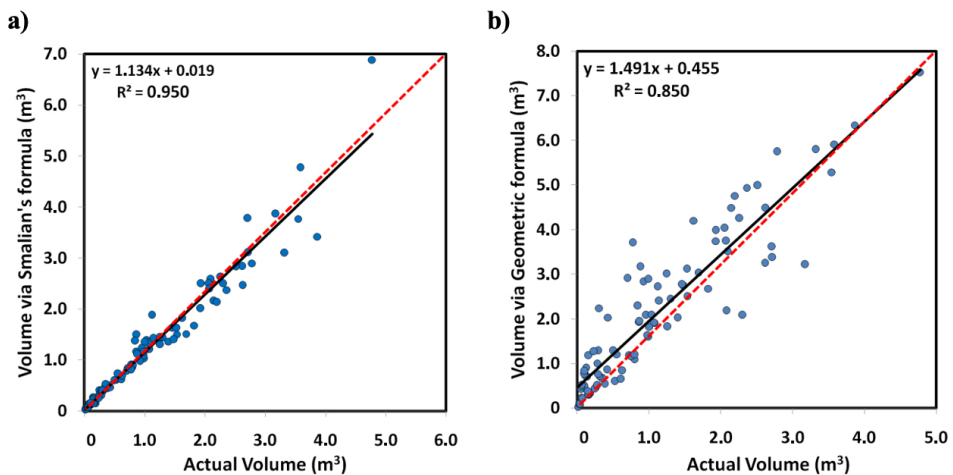 a)
7.0
6.0
5.0
4.0
3.0
2.0
1.0
0
y = 1.134x + 0.019
R² = 0.950
Volume via Smalian's formula (m³)
0 1.0 2.0 3.0 4.0 5.0 6.0
Actual Volume (m³)
b)
8.0
7.0
6.0
5.0
4.0
3.0
2.0
1.0
0
y = 1.491x + 0.455
R² = 0.850
Volume via Geometric formula (m³)
0 1.0 2.0 3.0 4.0 5.0
Actual Volume (m³)